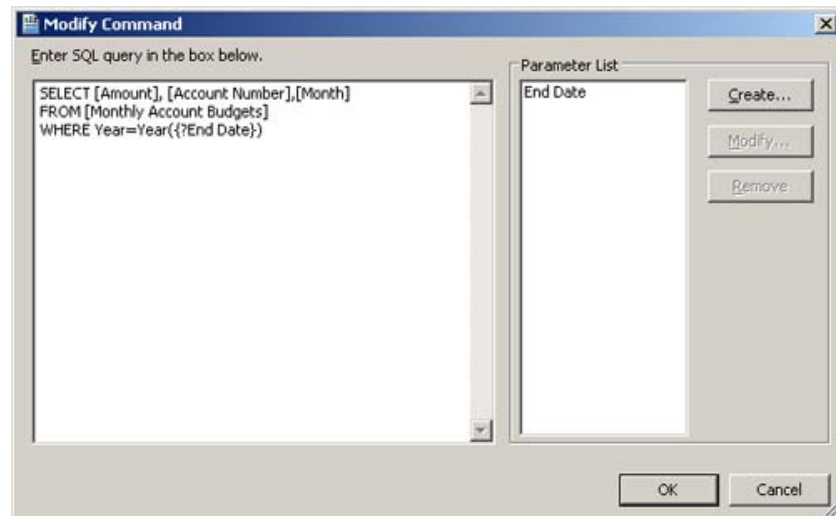 Modify Command
Enter SQL query in the box below.
SELECT [Amount], [Account Number],[Month]
FROM [Monthly Account Budgets]
WHERE Year=Year({?End Date})
Parameter List
End Date
Create...
Modify...
Remove
OK
Cancel